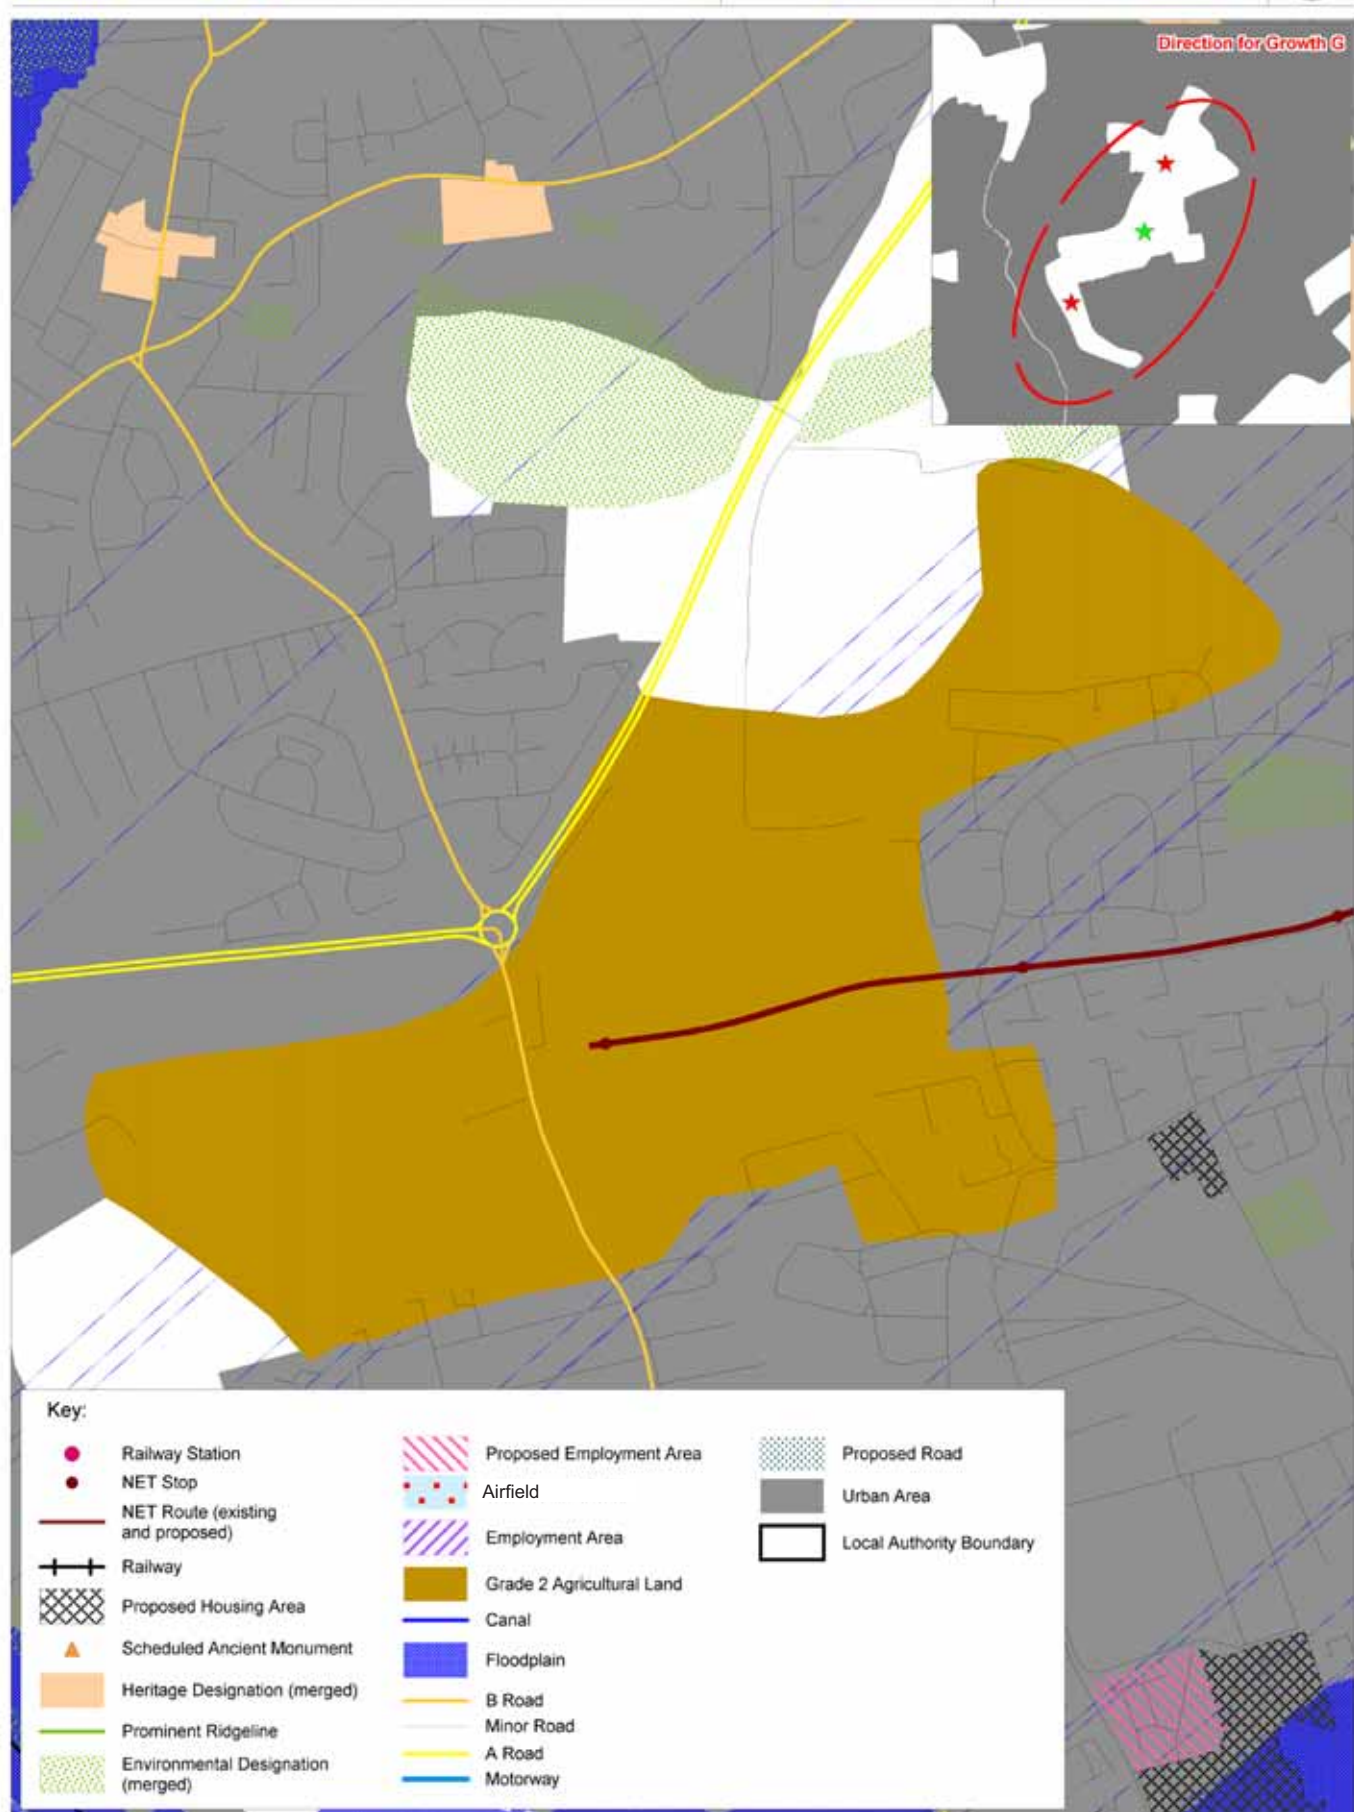 Direction for Growth G
Key:
Railway Station
NET Stop
NET Route (existing
and proposed)
Railway
Proposed Housing Area
Scheduled Ancient Monument
Heritage Designation (merged)
Prominent Ridgeline
Environmental Designation
(merged)
Proposed Employment Area
Airfield
Employment Area
Grade 2 Agricultural Land
Canal
Floodplain
B Road
Minor Road
A Road
Motorway
Proposed Road
Urban Area
Local Authority Boundary